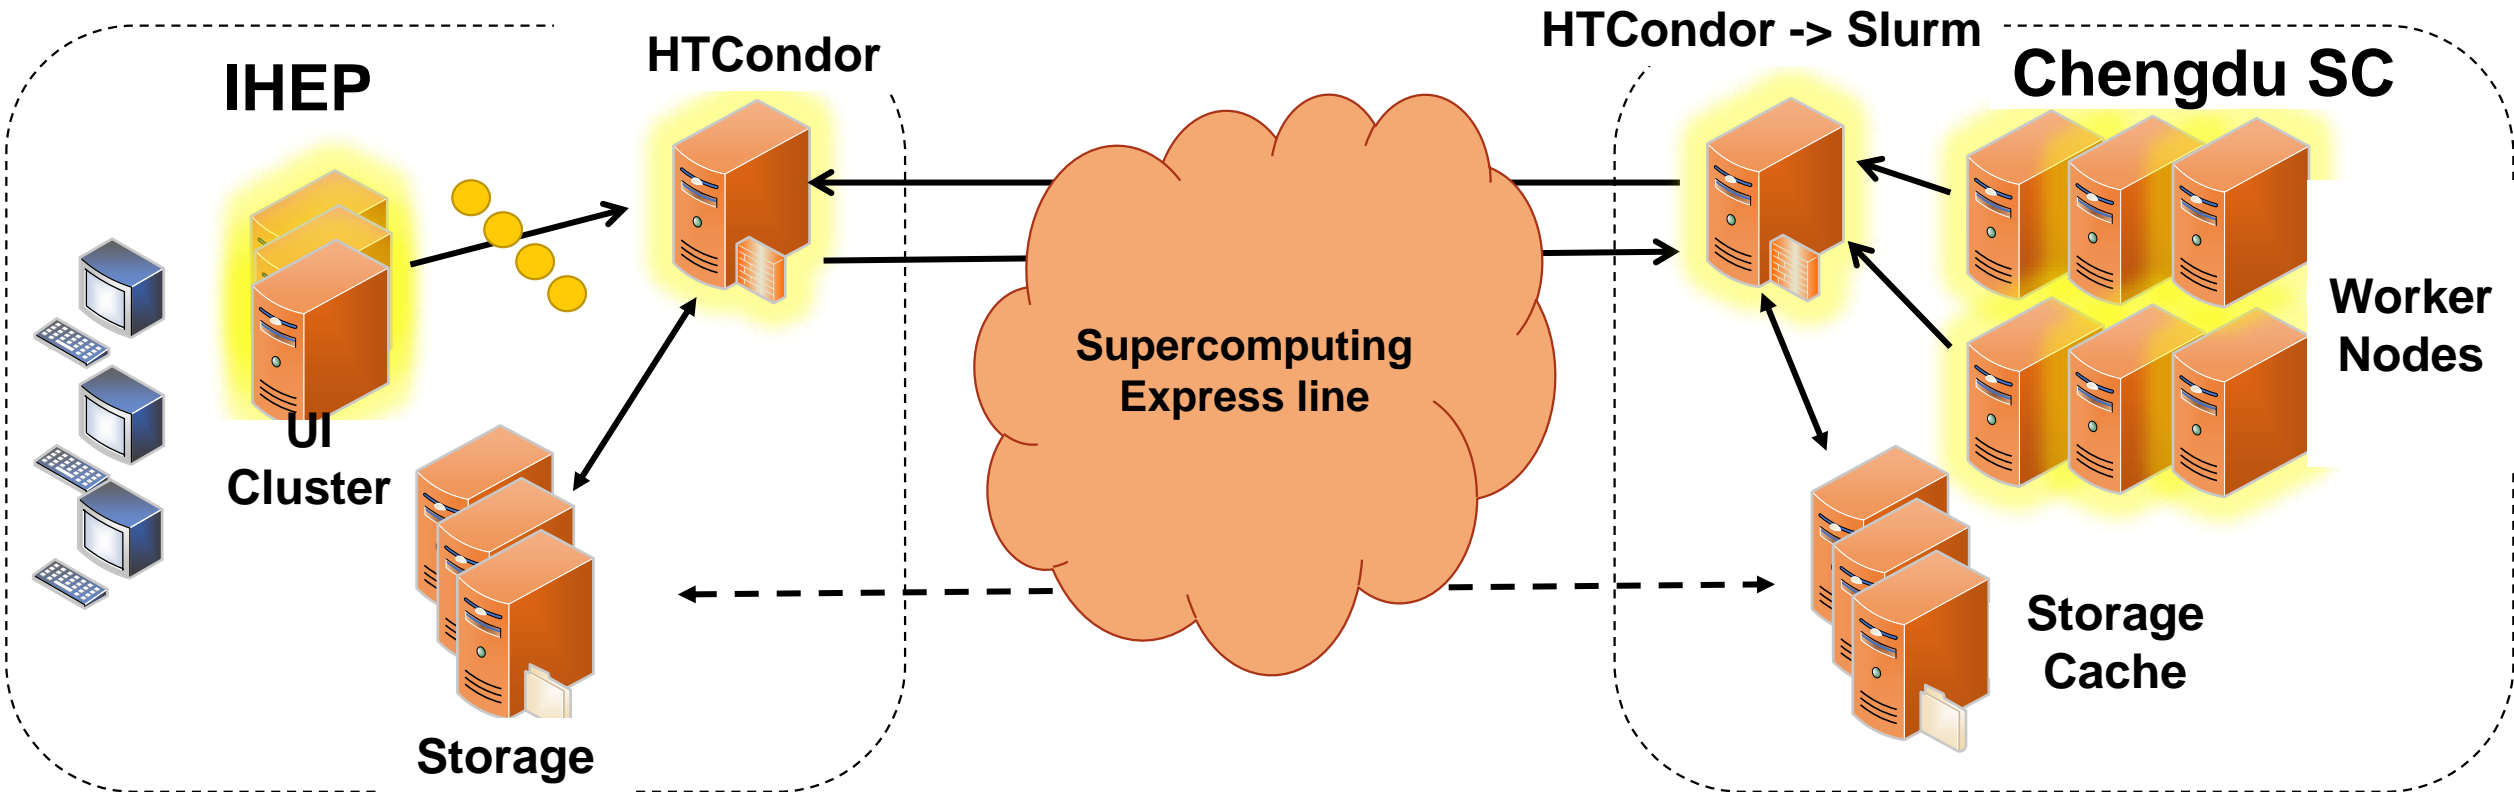 IHEP
HTCondor
UI
Cluster
Storage
Supercomputing
Express line
HTCondor -> Slurm
Chengdu SC
Worker
Nodes
Storage
Cache